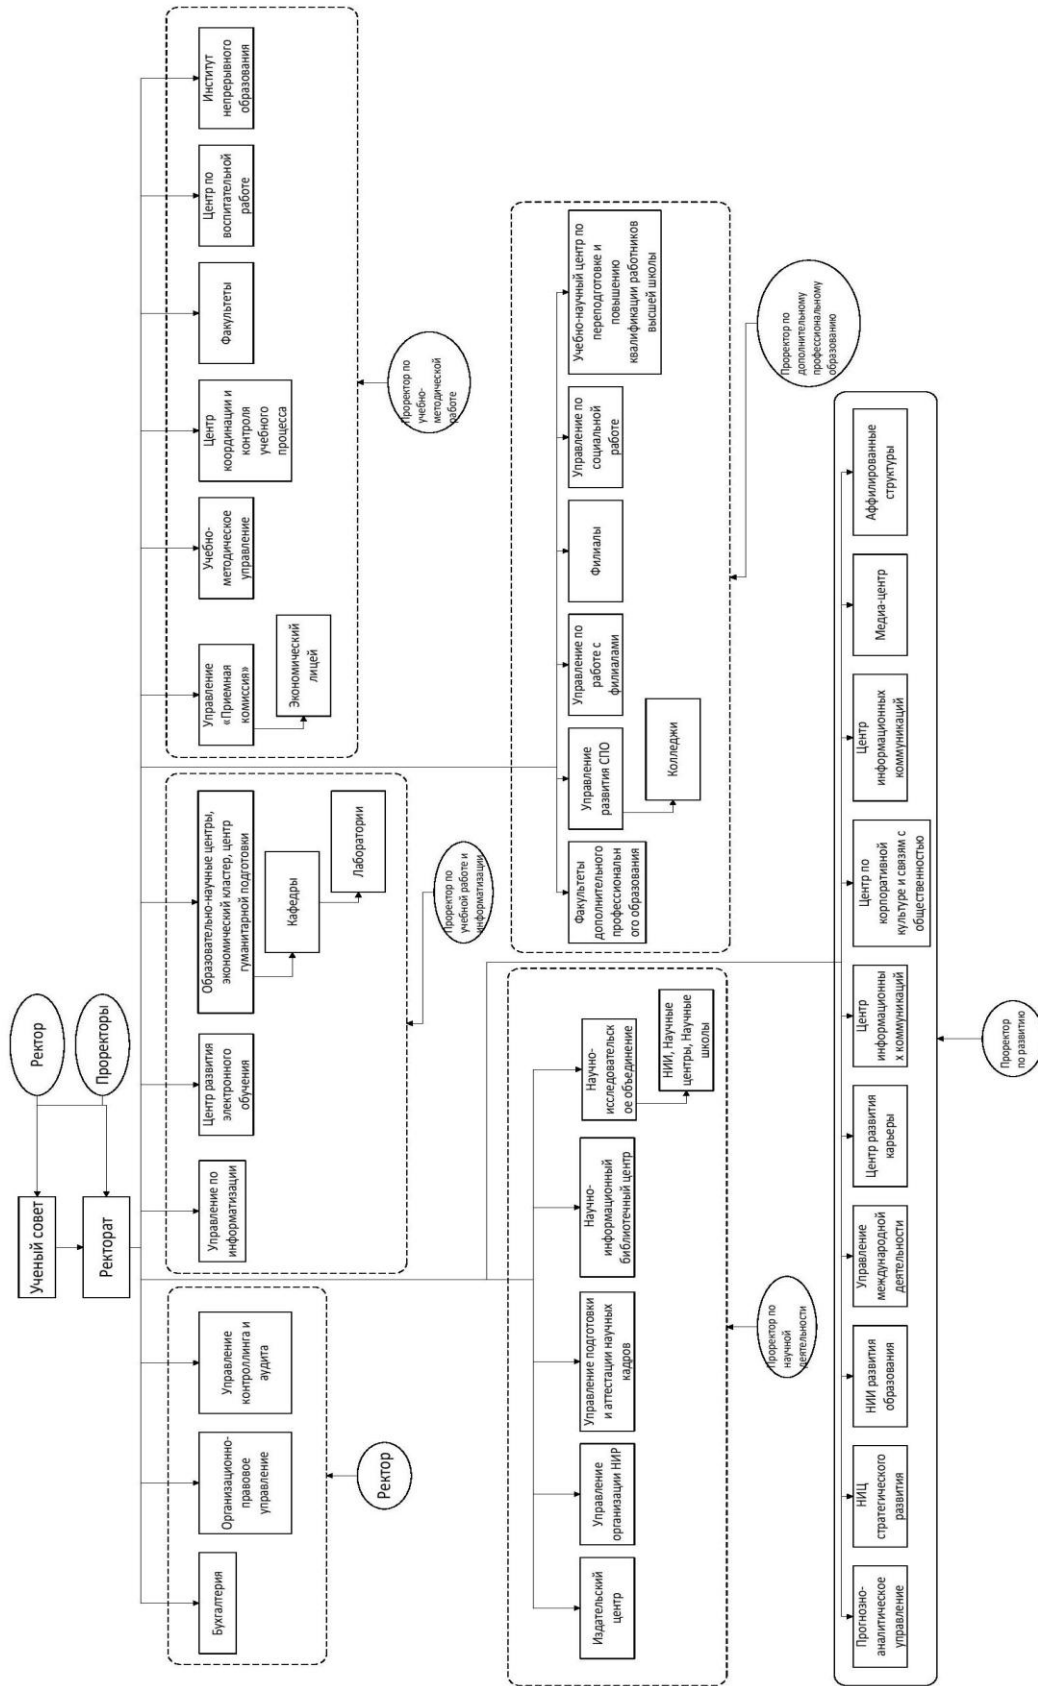 Ректор
Проректоры
Ученый совет
Ректорат
Бухгалтерия
Организационно-
правовое
управление
Управление
контроллинга и
аудита
Ректор
Управление по
информатизации
Центр развития
электронного
обучения
Образовательно-научные центры,
экономический кластер, центр
гуманитарной подготовки
Кафедры
Лаборатории
Проректор по
учебной работе и
информатизации
Управление
«Приемная
комиссия»
Экономический
лицей
Учебно-
методическое
управление
Центр
координации и
контроля
учебного
процесса
Факультеты
Центр по
воспитательной
работе
Институт
непрерывного
образования
Проректор по
учебно-
методической
работе
Издательский
центр
Управление
организации НИР
Управление подготовки
и аттестации научных
кадров
Научно-
информационный
библиотечный центр
Научно-
исследовательск
ое объединение
НИИ, Научные
центры, Научные
школы
Проректор по
научной
деятельности
Факультеты
дополнительного
профессиональн
ого образования
Управление
развития СПО
Колледжи
Управление по
работе с
филиалами
Филиалы
Управление по
социальной
работе
Учебно-научный центр по
переподготовке и
повышению
квалификации работников
высшей школы
Проректор по
дополнительному
профессиональному
образованию
Прогнозно-
аналитическое
управление
НИЦ
стратегического
развития
НИИ развития
образования
Управление
международной
деятельности
Центр развития
карьеры
Центр
информационны
х коммуникаций
Центр по
корпоративной
культуре и связям с
общественностью
Центр
информационных
коммуникаций
Медиа-центр
Аффилированные
структуры
Проректор
по развитию